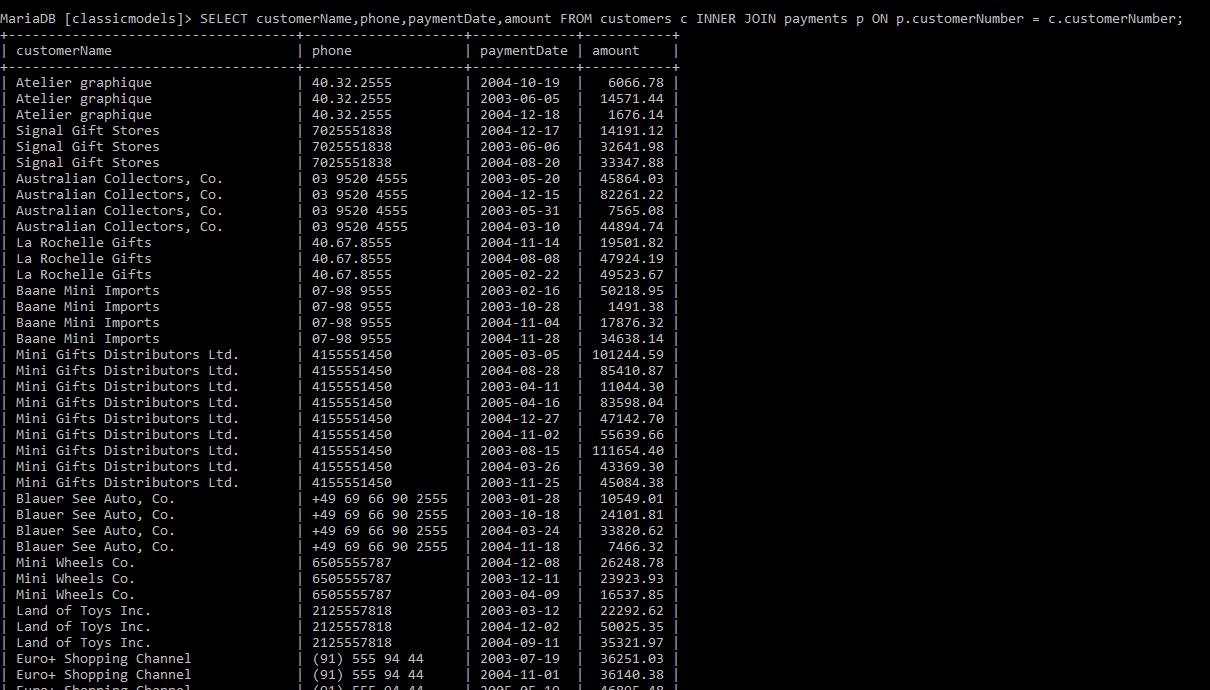 MariaDB [classicmodels]> SELECT customerName,phone,paymentDate,amount FROM customers c INNER JOIN payments p ON p.customerNumber = c.customerNumber;
+------------------------------------+--------------------+-------------+-----------+
| customerName | phone | paymentDate | amount |
+------------------------------------+--------------------+-------------+-----------+
| Atelier graphique | 40.32.2555 | 2004-10-19 | 6066.78 |
| Atelier graphique | 40.32.2555 | 2003-06-05 | 14571.44 |
| Atelier graphique | 40.32.2555 | 2004-12-18 | 1676.14 |
| Signal Gift Stores | 7025551838 | 2004-12-17 | 14191.12 |
| Signal Gift Stores | 7025551838 | 2003-06-06 | 32641.98 |
| Signal Gift Stores | 7025551838 | 2004-08-20 | 33347.88 |
| Australian Collectors, Co. | 03 9520 4555 | 2003-05-20 | 45864.03 |
| Australian Collectors, Co. | 03 9520 4555 | 2004-12-15 | 82261.22 |
| Australian Collectors, Co. | 03 9520 4555 | 2003-05-31 | 7565.08 |
| Australian Collectors, Co. | 03 9520 4555 | 2004-03-10 | 44894.74 |
| La Rochelle Gifts | 40.67.8555 | 2004-11-14 | 19501.82 |
| La Rochelle Gifts | 40.67.8555 | 2004-08-08 | 47924.19 |
| La Rochelle Gifts | 40.67.8555 | 2005-02-22 | 49523.67 |
| Baane Mini Imports | 07-98 9555 | 2003-02-16 | 50218.95 |
| Baane Mini Imports | 07-98 9555 | 2003-10-28 | 1491.38 |
| Baane Mini Imports | 07-98 9555 | 2004-11-04 | 17876.32 |
| Baane Mini Imports | 07-98 9555 | 2004-11-28 | 34638.14 |
| Mini Gifts Distributors Ltd. | 4155551450 | 2005-03-05 | 101244.59 |
| Mini Gifts Distributors Ltd. | 4155551450 | 2004-08-28 | 85410.87 |
| Mini Gifts Distributors Ltd. | 4155551450 | 2003-04-11 | 11044.30 |
| Mini Gifts Distributors Ltd. | 4155551450 | 2005-04-16 | 83598.04 |
| Mini Gifts Distributors Ltd. | 4155551450 | 2004-12-27 | 47142.70 |
| Mini Gifts Distributors Ltd. | 4155551450 | 2004-11-02 | 55639.66 |
| Mini Gifts Distributors Ltd. | 4155551450 | 2003-08-15 | 111654.40 |
| Mini Gifts Distributors Ltd. | 4155551450 | 2004-03-26 | 43369.30 |
| Mini Gifts Distributors Ltd. | 4155551450 | 2003-11-25 | 45084.38 |
| Blauer See Auto, Co. | +49 69 66 90 2555 | 2003-01-28 | 10549.01 |
| Blauer See Auto, Co. | +49 69 66 90 2555 | 2003-10-18 | 24101.81 |
| Blauer See Auto, Co. | +49 69 66 90 2555 | 2004-03-24 | 33820.62 |
| Blauer See Auto, Co. | +49 69 66 90 2555 | 2004-11-18 | 7466.32 |
| Mini Wheels Co. | 6505555787 | 2004-12-08 | 26248.78 |
| Mini Wheels Co. | 6505555787 | 2003-12-11 | 23923.93 |
| Mini Wheels Co. | 6505555787 | 2003-04-09 | 16537.85 |
| Land of Toys Inc. | 2125557818 | 2003-03-12 | 22292.62 |
| Land of Toys Inc. | 2125557818 | 2004-12-02 | 50025.35 |
| Land of Toys Inc. | 2125557818 | 2004-09-11 | 35321.97 |
| Euro+ Shopping Channel | (91) 555 94 44 | 2003-07-19 | 36251.03 |
| Euro+ Shopping Channel | (91) 555 94 44 | 2004-11-01 | 36140.38 |